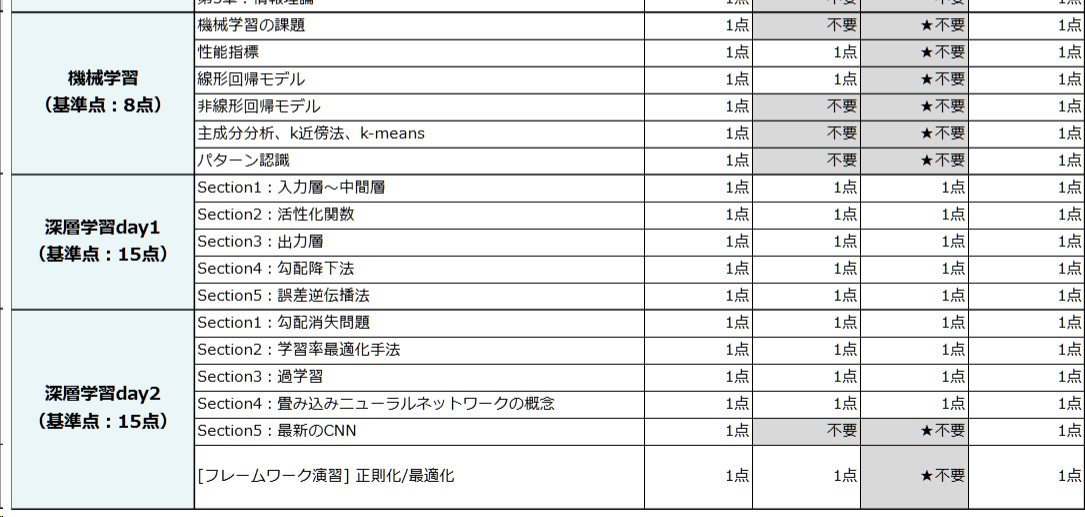 第3章：情報理論 1点 不要 ★不要 1点
機械学習
（基準点：8点）
機械学習の課題 1点 不要 ★不要 1点
性能指標 1点 1点 ★不要 1点
線形回帰モデル 1点 1点 ★不要 1点
非線形回帰モデル 1点 不要 ★不要 1点
主成分分析、k近傍法、k-means 1点 不要 ★不要 1点
パターン認識 1点 不要 ★不要 1点
深層学習day1
（基準点：15点）
Section1：入力層～中間層 1点 1点 1点 1点
Section2：活性化関数 1点 1点 1点 1点
Section3：出力層 1点 1点 1点 1点
Section4：勾配降下法 1点 1点 1点 1点
Section5：誤差逆伝播法 1点 1点 1点 1点
深層学習day2
（基準点：15点）
Section1：勾配消失問題 1点 1点 1点 1点
Section2：学習率最適化手法 1点 1点 1点 1点
Section3：過学習 1点 1点 1点 1点
Section4：畳み込みニューラルネットワークの概念 1点 1点 1点 1点
Section5：最新のCNN 1点 不要 ★不要 1点
[フレームワーク演習] 正則化/最適化 1点 1点 ★不要 1点